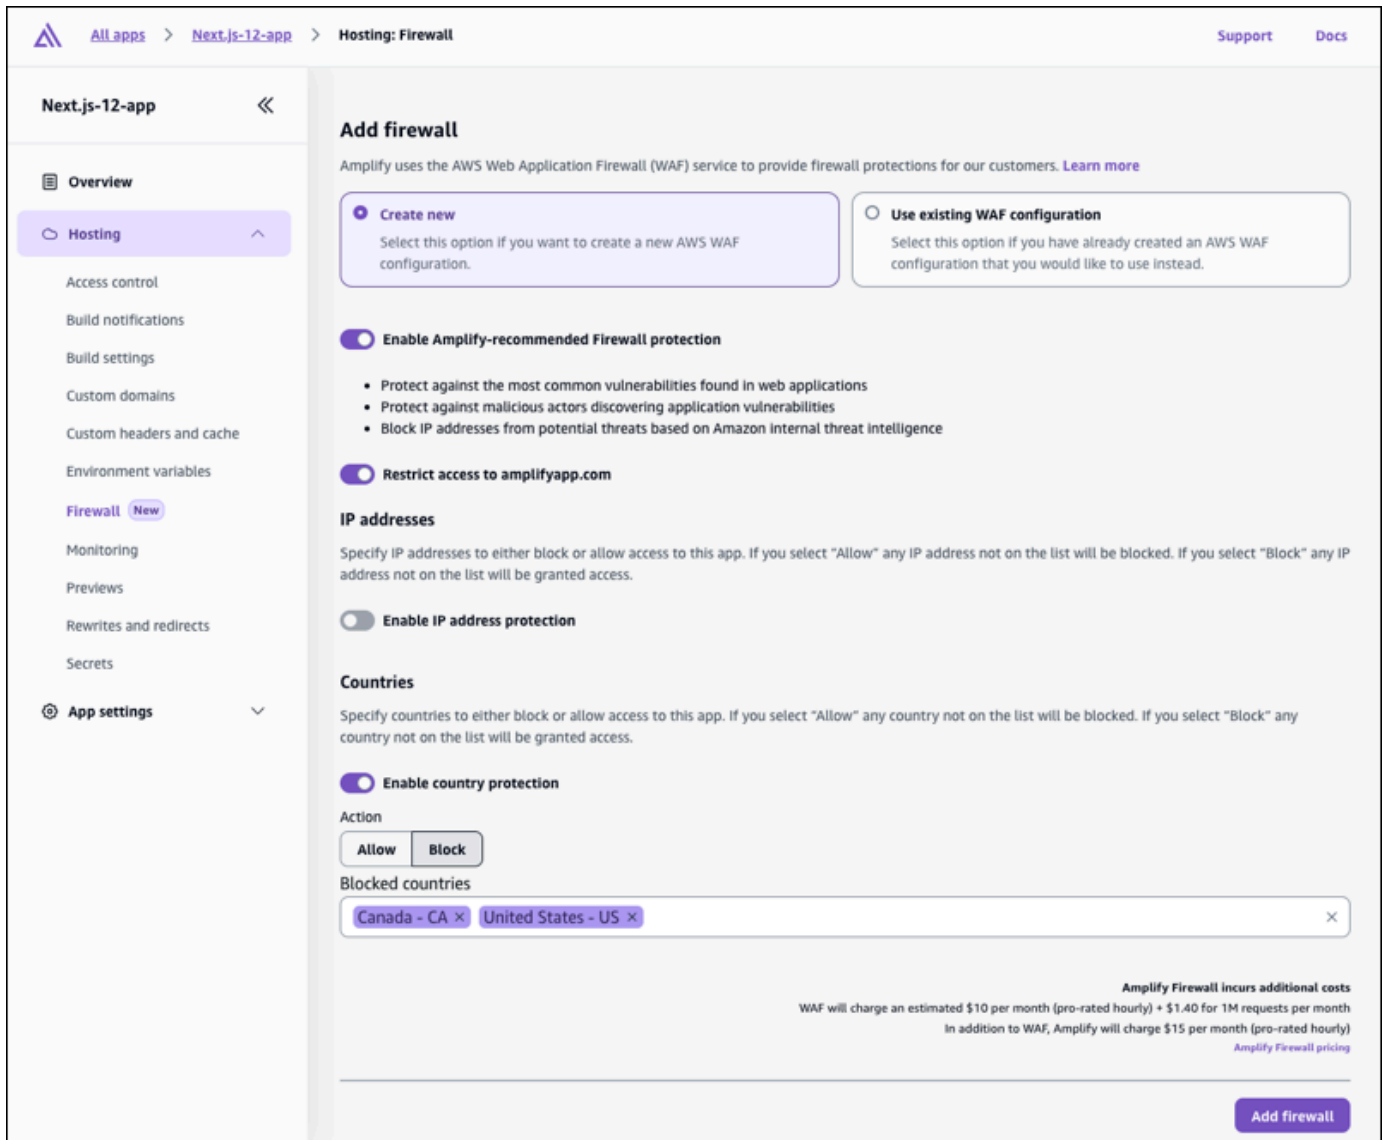 All apps > Next.js-12-app > Hosting: Firewall
Support Docs
Next.js-12-app
Overview
Hosting
Access control
Build notifications
Build settings
Custom domains
Custom headers and cache
Environment variables
Firewall New
Monitoring
Previews
Rewrites and redirects
Secrets
App settings
Add firewall
Amplify uses the AWS Web Application Firewall (WAF) service to provide firewall protections for our customers. Learn more
Create new
Select this option if you want to create a new AWS WAF
configuration.
Use existing WAF configuration
Select this option if you have already created an AWS WAF
configuration that you would like to use instead.
Enable Amplify-recommended Firewall protection
• Protect against the most common vulnerabilities found in web applications
• Protect against malicious actors discovering application vulnerabilities
• Block IP addresses from potential threats based on Amazon internal threat intelligence
Restrict access to amplifyapp.com
IP addresses
Specify IP addresses to either block or allow access to this app. If you select "Allow" any IP address not on the list will be blocked. If you select "Block" any IP
address not on the list will be granted access.
Enable IP address protection
Countries
Specify countries to either block or allow access to this app. If you select "Allow" any country not on the list will be blocked. If you select "Block" any
country not on the list will be granted access.
Enable country protection
Action
Allow Block
Blocked countries
Canada - CA × United States - US ×
Amplify Firewall incurs additional costs
WAF will charge an estimated $10 per month (pro-rated hourly) + $1.40 for 1M requests per month
In addition to WAF, Amplify will charge $15 per month (pro-rated hourly)
Amplify Firewall pricing
Add firewall